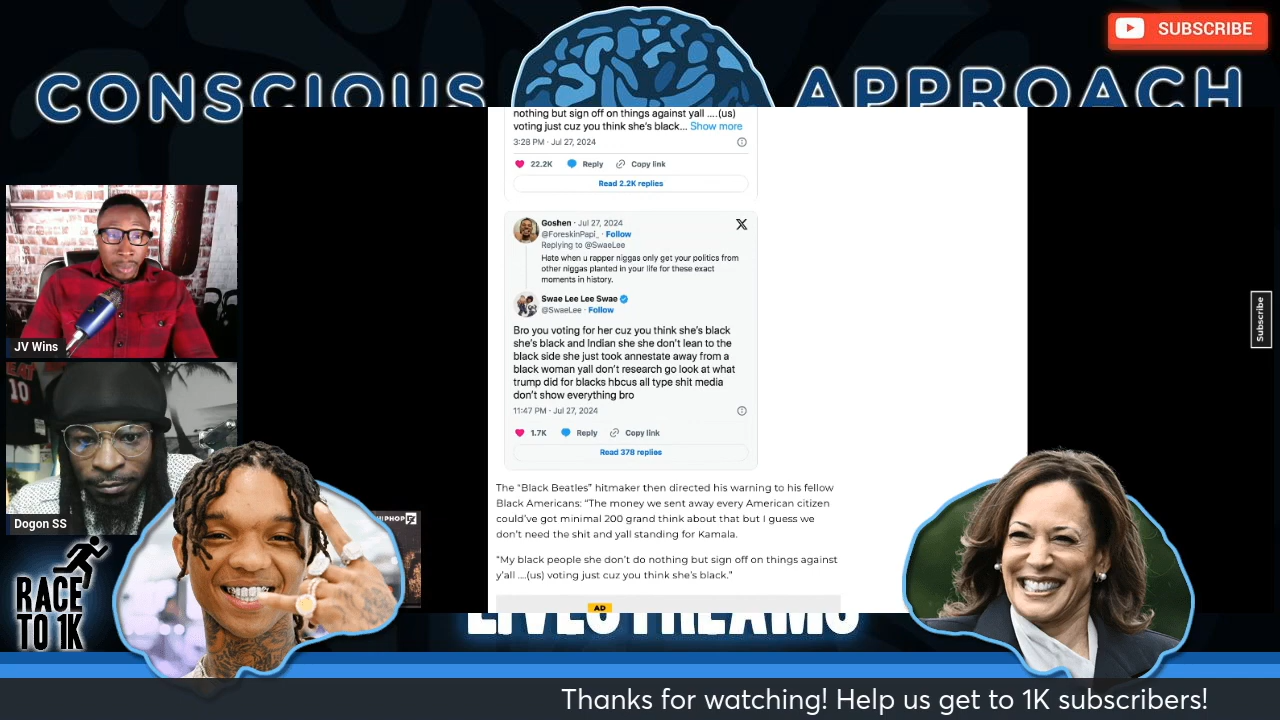 SUBSCRIBE
CONSCIOUS APPROACH
nothing but sign off on things against yall ....(us)
voting just cuz you think she's black... Show more
3:28 PM · Jul 27, 2024
22.2K Reply Copy link
Read 2.2K replies
Goshen · Jul 27, 2024
@ForeskinPapi_ · Follow
Replying to @SwaeLee
Hate when u rapper niggas only get your politics from
other niggas planted in your life for these exact
moments in history.
Swae Lee Lee Swae
@SwaeLee · Follow
Bro you voting for her cuz you think she's black
she's black and Indian she she don't lean to the
black side she just took annestate away from a
black woman yall don't research go look at what
trump did for blacks hbcus all type shit media
don't show everything bro
11:47 PM · Jul 27, 2024
1.7K Reply Copy link
Read 378 replies
The "Black Beatles" hitmaker then directed his warning to his fellow
Black Americans: "The money we sent away every American citizen
could've got minimal 200 grand think about that but I guess we
don't need the shit and yall standing for Kamala.
"My black people she don't do nothing but sign off on things against
y'all ....(us) voting just cuz you think she's black."
AD
Subscribe
JV Wins
10
Dogon SS
HIPHOP
RACE
TO 1K
LIVESTREAMS
Thanks for watching! Help us get to 1K subscribers!